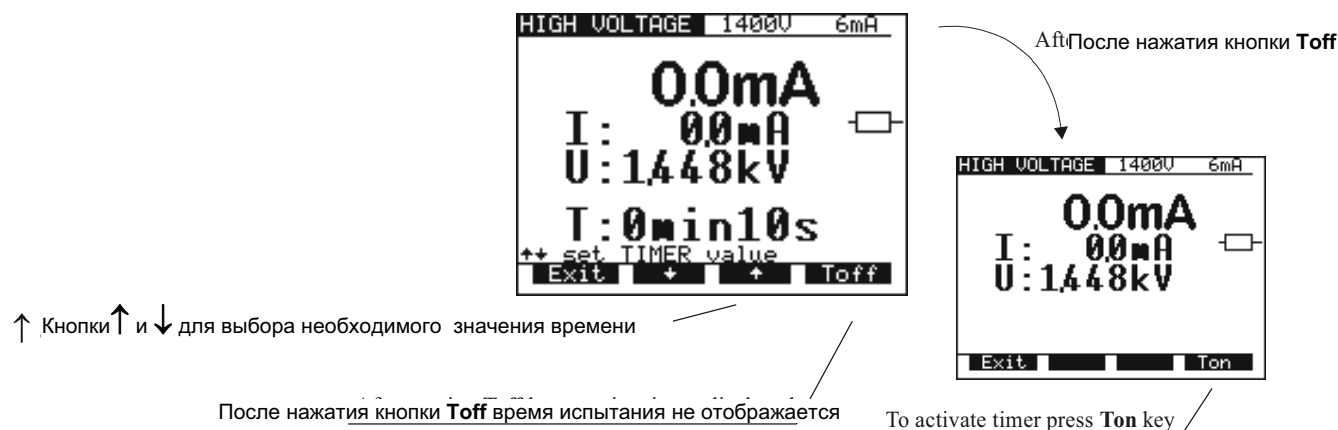 HIGH VOLTAGE 1400V 6mA
0.0mA
I: 0.0mA
U:1.448kV
T:0min10s
↑↓ set TIMER value
Exit ↓ ↑ Toff
После нажатия кнопки Toff
HIGH VOLTAGE 1400V 6mA
0.0mA
I: 0.0mA
U:1.448kV
Exit Ton
↑ Кнопки ↑ и ↓ для выбора необходимого значения времени
После нажатия кнопки Toff время испытания не отображается
To activate timer press Ton key